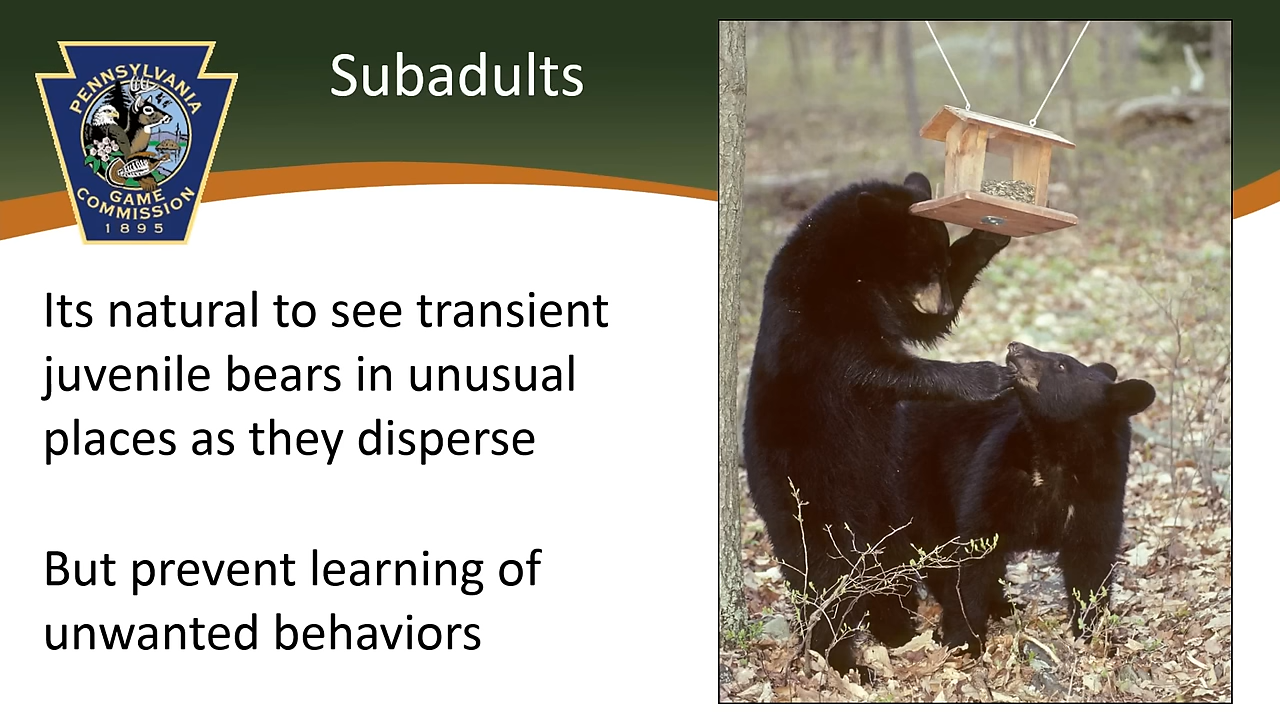 PENNSYLVANIA
GAME
COMMISSION
1895
Subadults
Its natural to see transient
juvenile bears in unusual
places as they disperse
But prevent learning of
unwanted behaviors